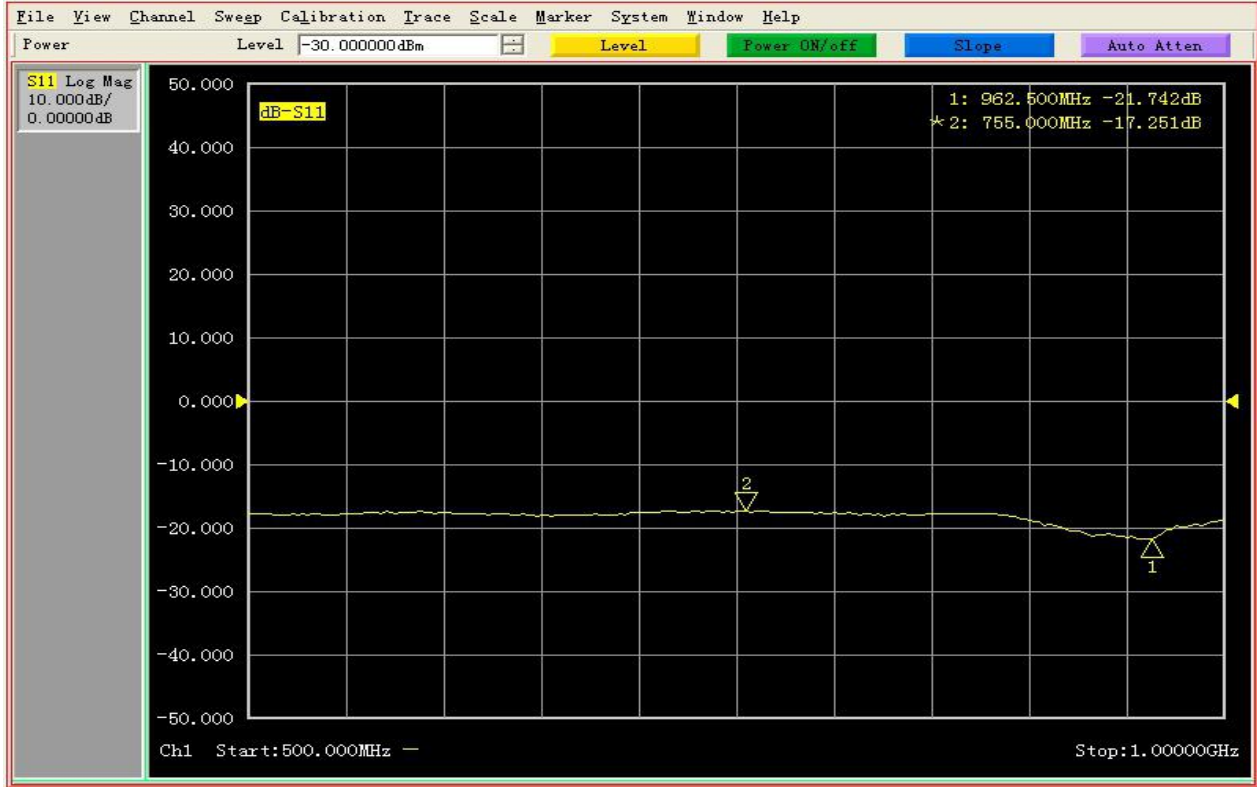 File View Channel Sweep Calibration Trace Scale Marker System Window Help
Power Level -30.000000dBm Level Power ON/off Slope Auto Atten
S11 Log Mag
10.000dB/
0.00000dB
50.000
dB-S11
1: 962.500MHz -21.742dB
2: 755.000MHz -17.251dB
40.000
30.000
20.000
10.000
0.000
-10.000
2
-20.000
1
-30.000
-40.000
-50.000
Ch1 Start:500.000MHz — Stop:1.00000GHz